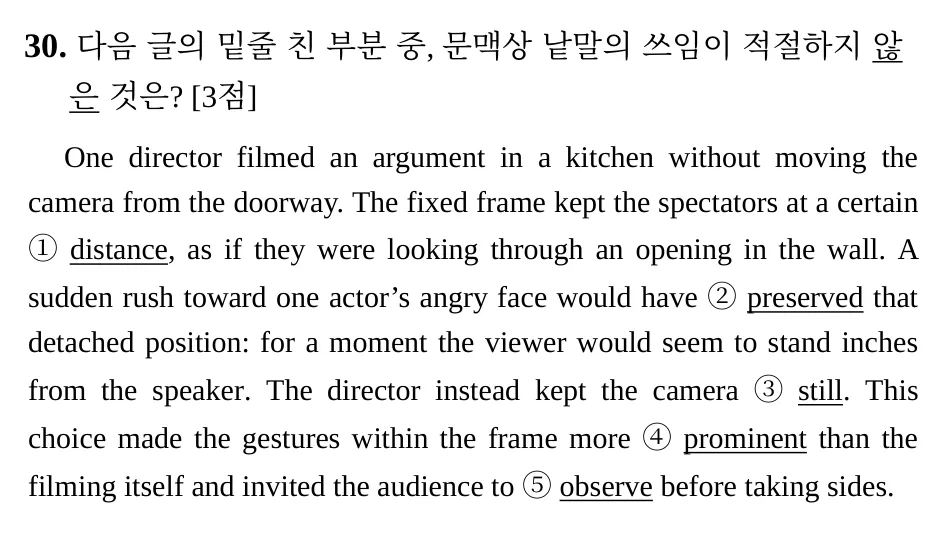 30. 다음 글의 밑줄 친 부분 중, 문맥상 낱말의 쓰임이 적절하지 않
은 것은? [3점]
One director filmed an argument in a kitchen without moving the
camera from the doorway. The fixed frame kept the spectators at a certain
① distance, as if they were looking through an opening in the wall. A
sudden rush toward one actor’s angry face would have ② preserved that
detached position: for a moment the viewer would seem to stand inches
from the speaker. The director instead kept the camera ③ still. This
choice made the gestures within the frame more ④ prominent than the
filming itself and invited the audience to ⑤ observe before taking sides.